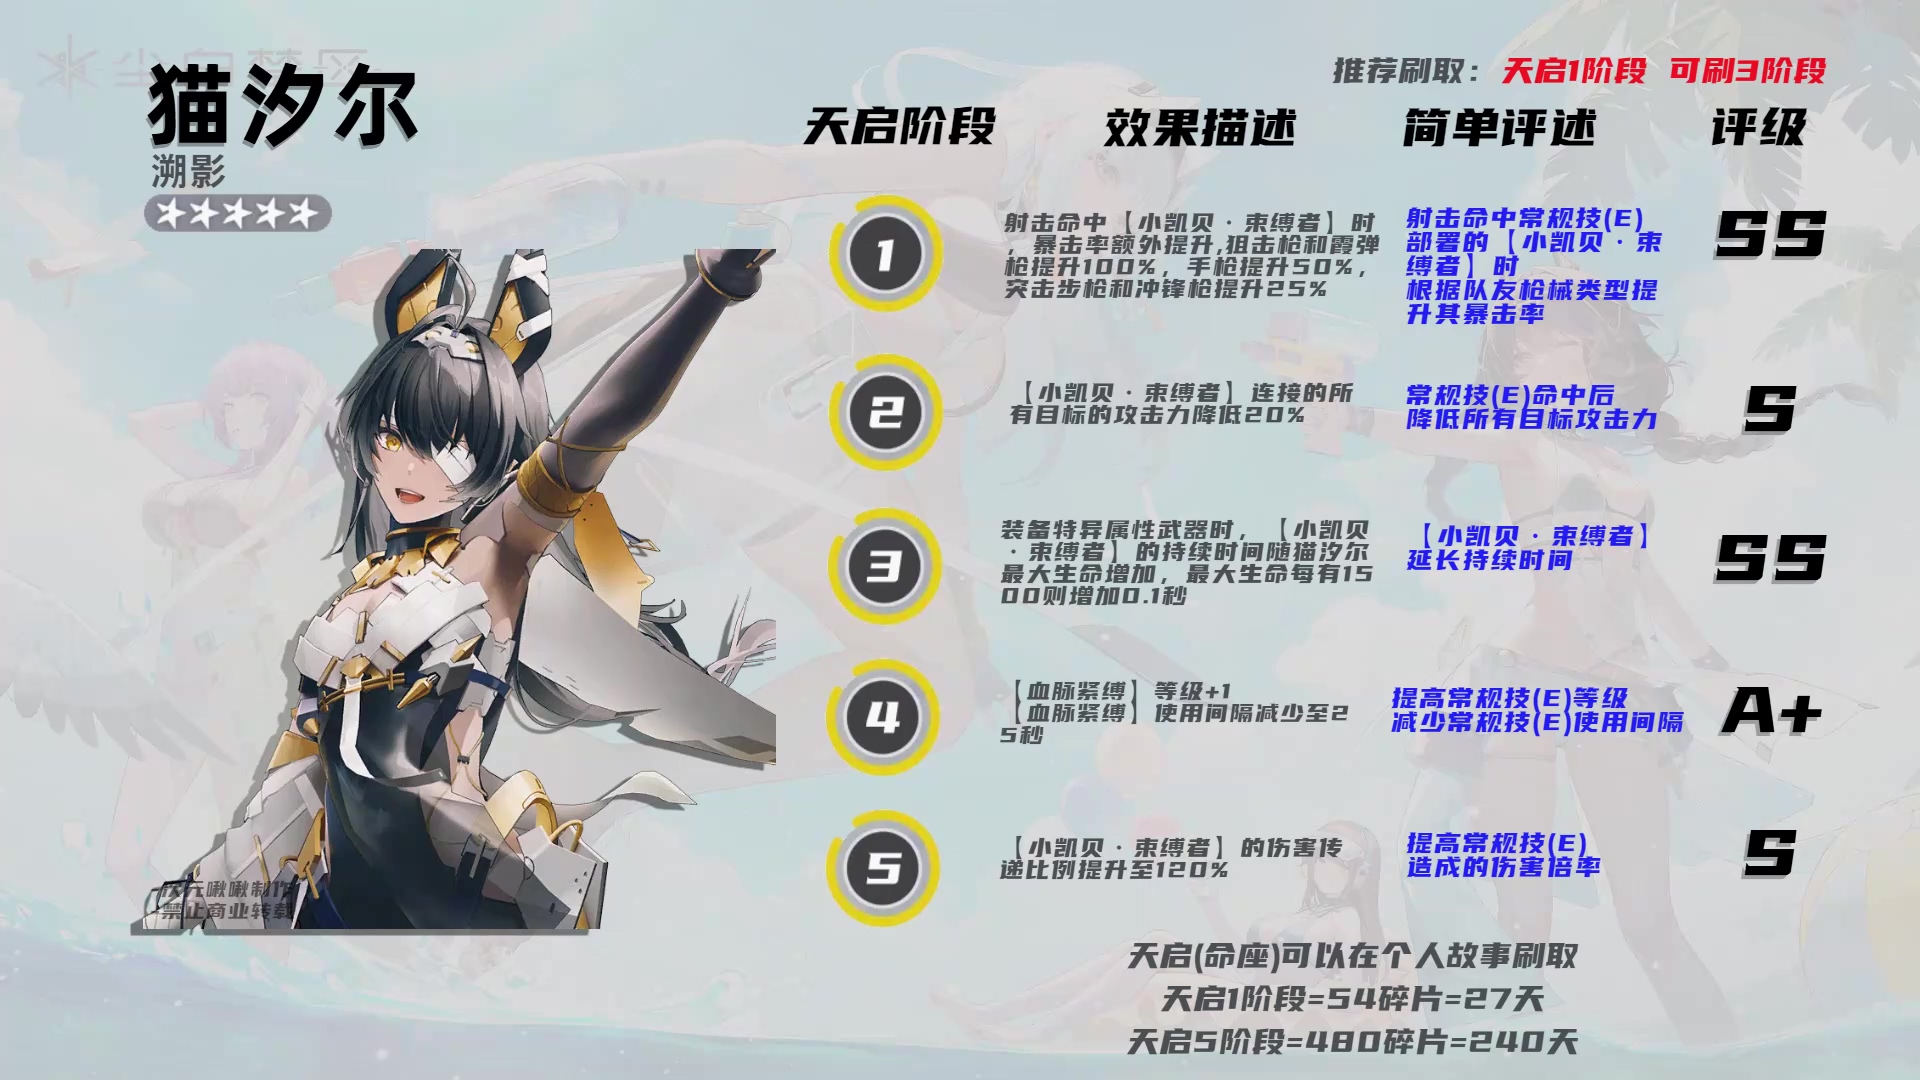 尘白禁区
猫汐尔
溯影
推荐刷取：天启1阶段 可刷3阶段
天启阶段 效果描述 简单评述 评级
1
射击命中【小凯贝·束缚者】时
，暴击率额外提升,狙击枪和霰弹
枪提升100%，手枪提升50%，
突击步枪和冲锋枪提升25%
射击命中常规技(E)
部署的【小凯贝·束
缚者】时
根据队友枪械类型提
升其暴击率
SS
2
【小凯贝·束缚者】连接的所
有目标的攻击力降低20%
常规技(E)命中后
降低所有目标攻击力
S
3
装备特异属性武器时，【小凯贝
·束缚者】的持续时间随猫汐尔
最大生命增加，最大生命每有15
00则增加0.1秒
【小凯贝·束缚者】
延长持续时间
SS
4
【血脉紧缚】等级+1
【血脉紧缚】使用间隔减少至2
5秒
提高常规技(E)等级
减少常规技(E)使用间隔
A+
5
【小凯贝·束缚者】的伤害传
递比例提升至120%
提高常规技(E)
造成的伤害倍率
S
次元啾啾制作
禁止商业转载
天启(命座)可以在个人故事刷取
天启1阶段=54碎片=27天
天启5阶段=480碎片=240天